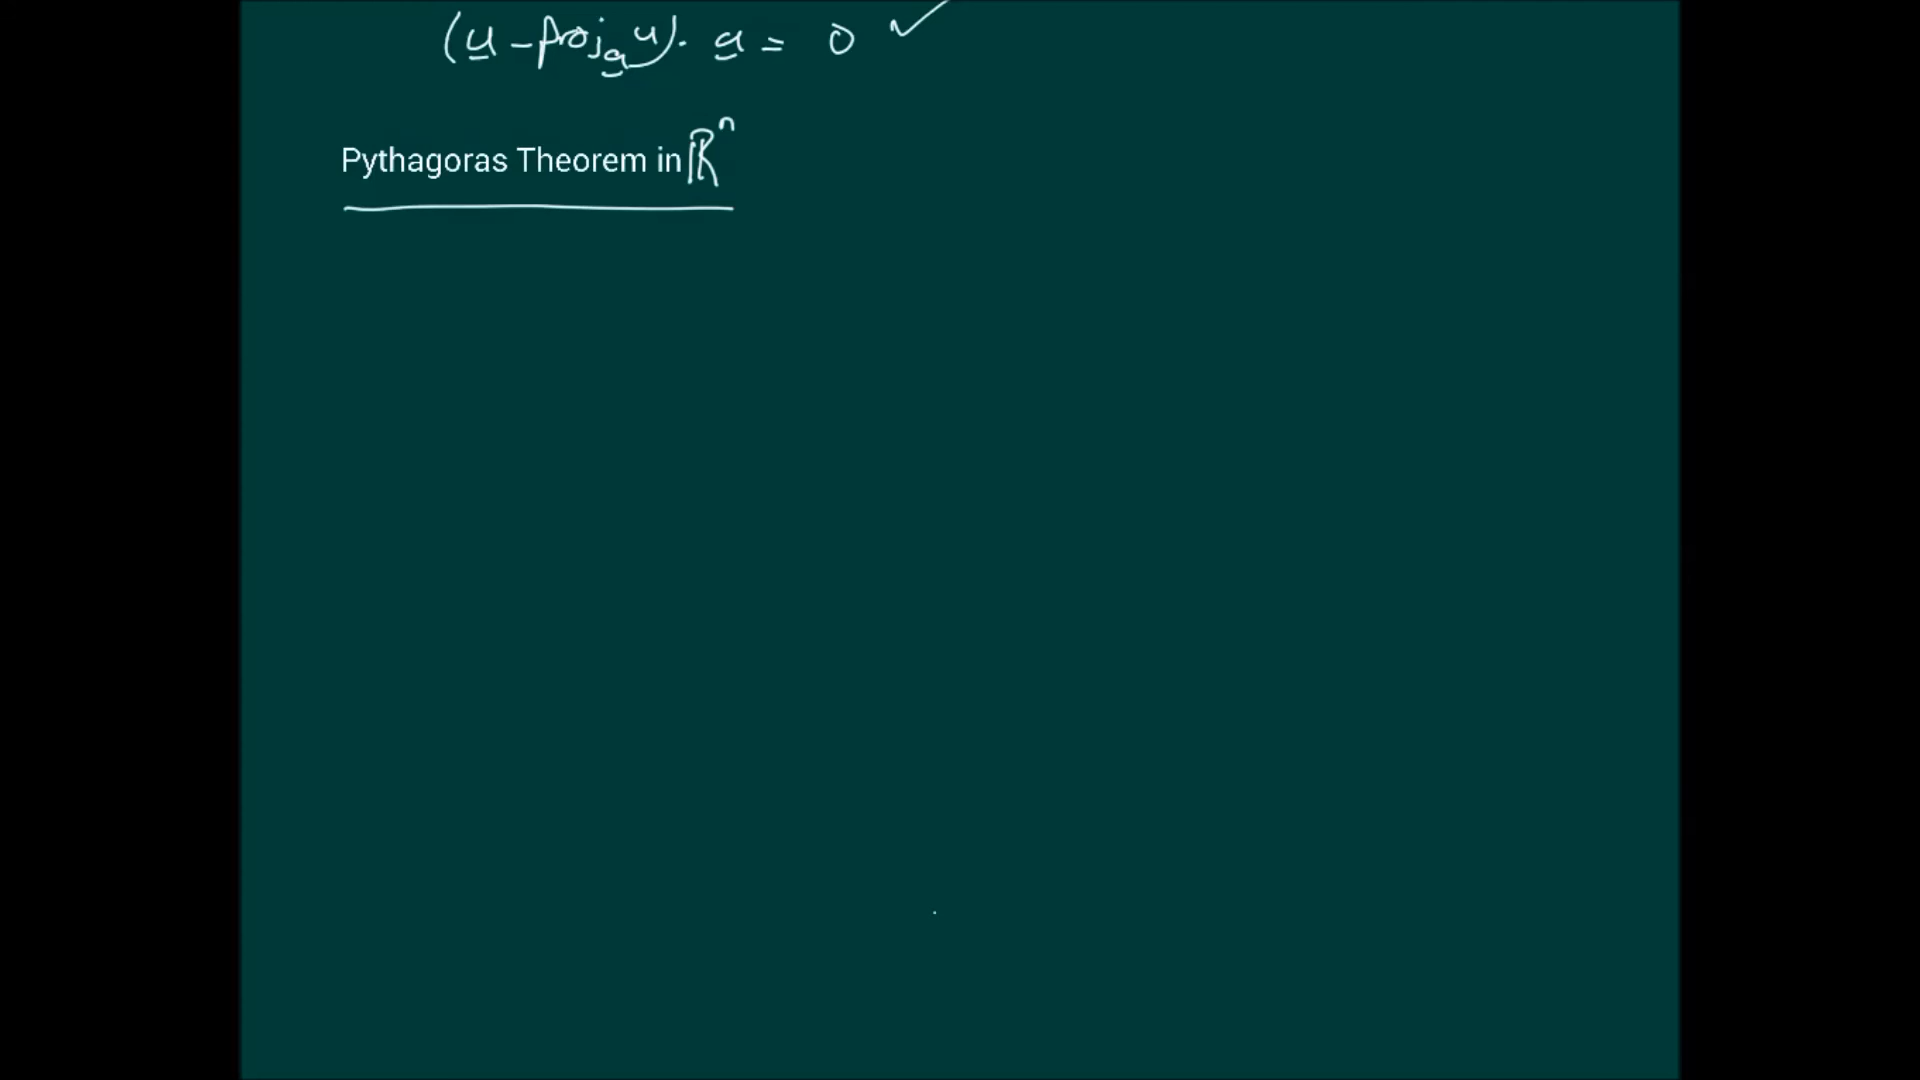 (u - proj_a u) · a = 0 ✓
Pythagoras Theorem in ℝⁿ